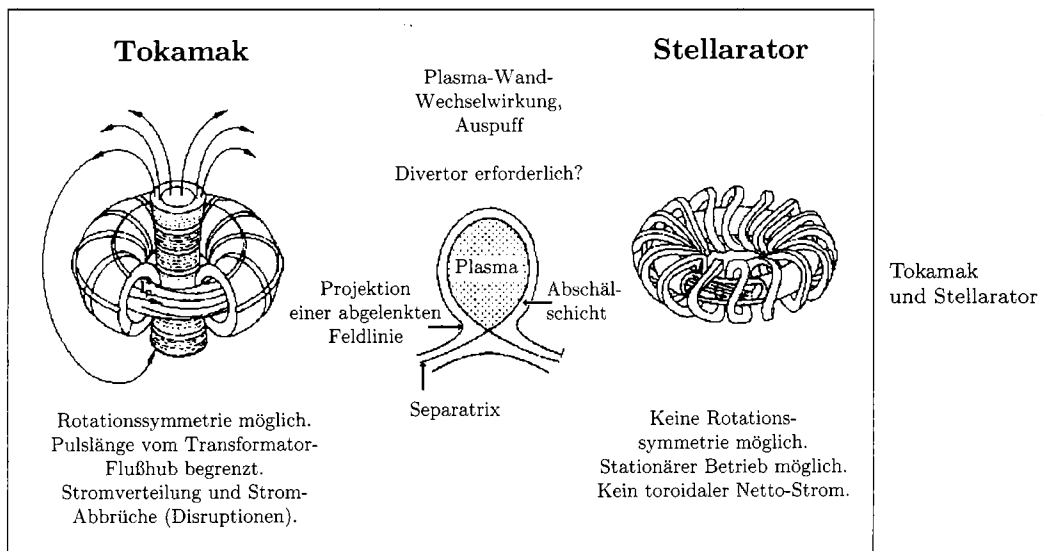 Tokamak
Rotationssymmetrie möglich.
Pulslänge vom Transformator-
Flußhub begrenzt.
Stromverteilung und Strom-
Abbrüche (Disruptionen).
Plasma-Wand-
Wechselwirkung,
Auspuff
Divertor erforderlich?
Plasma
Projektion
einer abgelenkten
Feldlinie
Abschäl-
schicht
Separatrix
Stellarator
Keine Rotations-
symmetrie möglich.
Stationärer Betrieb möglich.
Kein toroidaler Netto-Strom.
Tokamak
und Stellarator